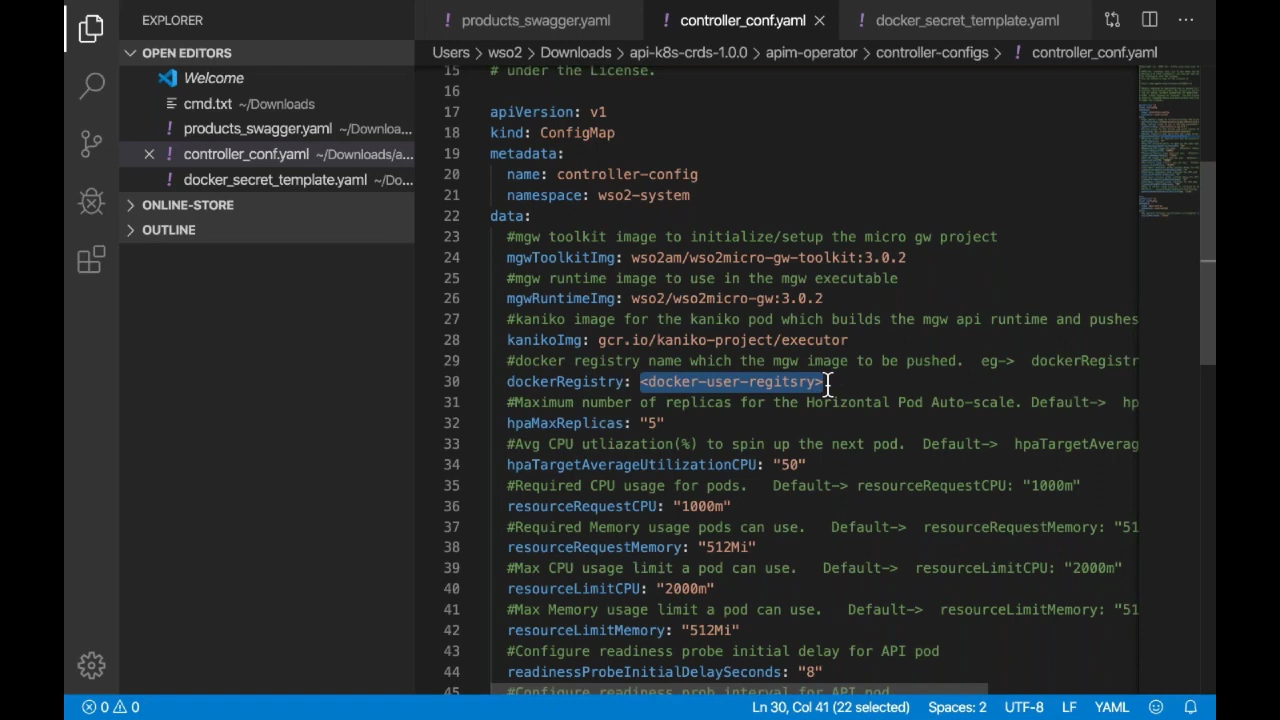 EXPLORER
OPEN EDITORS
Welcome
cmd.txt ~/Downloads
! products_swagger.yaml ~/Downloa...
! controller_conf.yaml ~/Downloads/a...
! docker_secret_template.yaml ~/Do...
ONLINE-STORE
OUTLINE
! products_swagger.yaml ! controller_conf.yaml ! docker_secret_template.yaml
Users > wso2 > Downloads > api-k8s-crds-1.0.0 > apim-operator > controller-configs > ! controller_conf.yaml
15 # under the License.
16
17 apiVersion: v1
18 kind: ConfigMap
19 metadata:
20 name: controller-config
21 namespace: wso2-system
22 data:
23 #mgw toolkit image to initialize/setup the micro gw project
24 mgwToolkitImg: wso2am/wso2micro-gw-toolkit:3.0.2
25 #mgw runtime image to use in the mgw executable
26 mgwRuntimeImg: wso2/wso2micro-gw:3.0.2
27 #kaniko image for the kaniko pod which builds the mgw api runtime and pushes
28 kanikoImg: gcr.io/kaniko-project/executor
29 #docker registry name which the mgw image to be pushed. eg-> dockerRegistr
30 dockerRegistry: <docker-user-regitsry>
31 #Maximum number of replicas for the Horizontal Pod Auto-scale. Default-> hp
32 hpaMaxReplicas: "5"
33 #Avg CPU utliazation(%) to spin up the next pod. Default-> hpaTargetAverag
34 hpaTargetAverageUtilizationCPU: "50"
35 #Required CPU usage for pods. Default-> resourceRequestCPU: "1000m"
36 resourceRequestCPU: "1000m"
37 #Required Memory usage pods can use. Default-> resourceRequestMemory: "51
38 resourceRequestMemory: "512Mi"
39 #Max CPU usage limit a pod can use. Default-> resourceLimitCPU: "2000m"
40 resourceLimitCPU: "2000m"
41 #Max Memory usage limit a pod can use. Default-> resourceLimitMemory: "51
42 resourceLimitMemory: "512Mi"
43 #Configure readiness probe initial delay for API pod
44 readinessProbeInitialDelaySeconds: "8"
45 #Configure readiness prob interval for API pod
0 0 Ln 30, Col 41 (22 selected) Spaces: 2 UTF-8 LF YAML